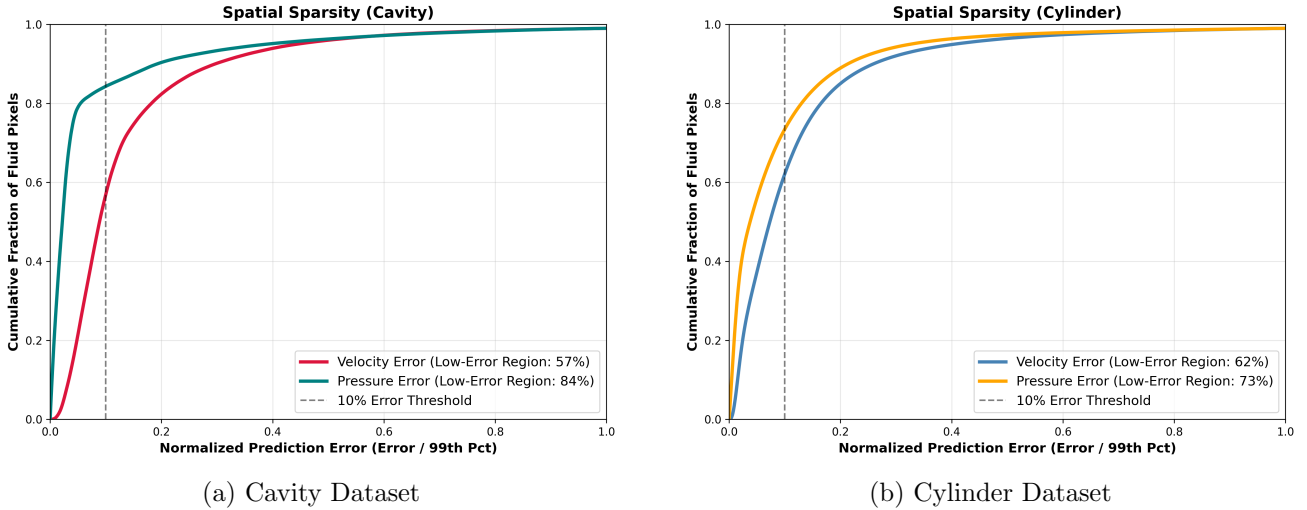 Spatial Sparsity (Cavity)
1.0
0.8
0.6
0.4
0.2
0.0
Cumulative Fraction of Fluid Pixels
Velocity Error (Low-Error Region: 57%)
Pressure Error (Low-Error Region: 84%)
10% Error Threshold
0.0 0.2 0.4 0.6 0.8 1.0
Normalized Prediction Error (Error / 99th Pct)
(a) Cavity Dataset
Spatial Sparsity (Cylinder)
1.0
0.8
0.6
0.4
0.2
0.0
Cumulative Fraction of Fluid Pixels
Velocity Error (Low-Error Region: 62%)
Pressure Error (Low-Error Region: 73%)
10% Error Threshold
0.0 0.2 0.4 0.6 0.8 1.0
Normalized Prediction Error (Error / 99th Pct)
(b) Cylinder Dataset